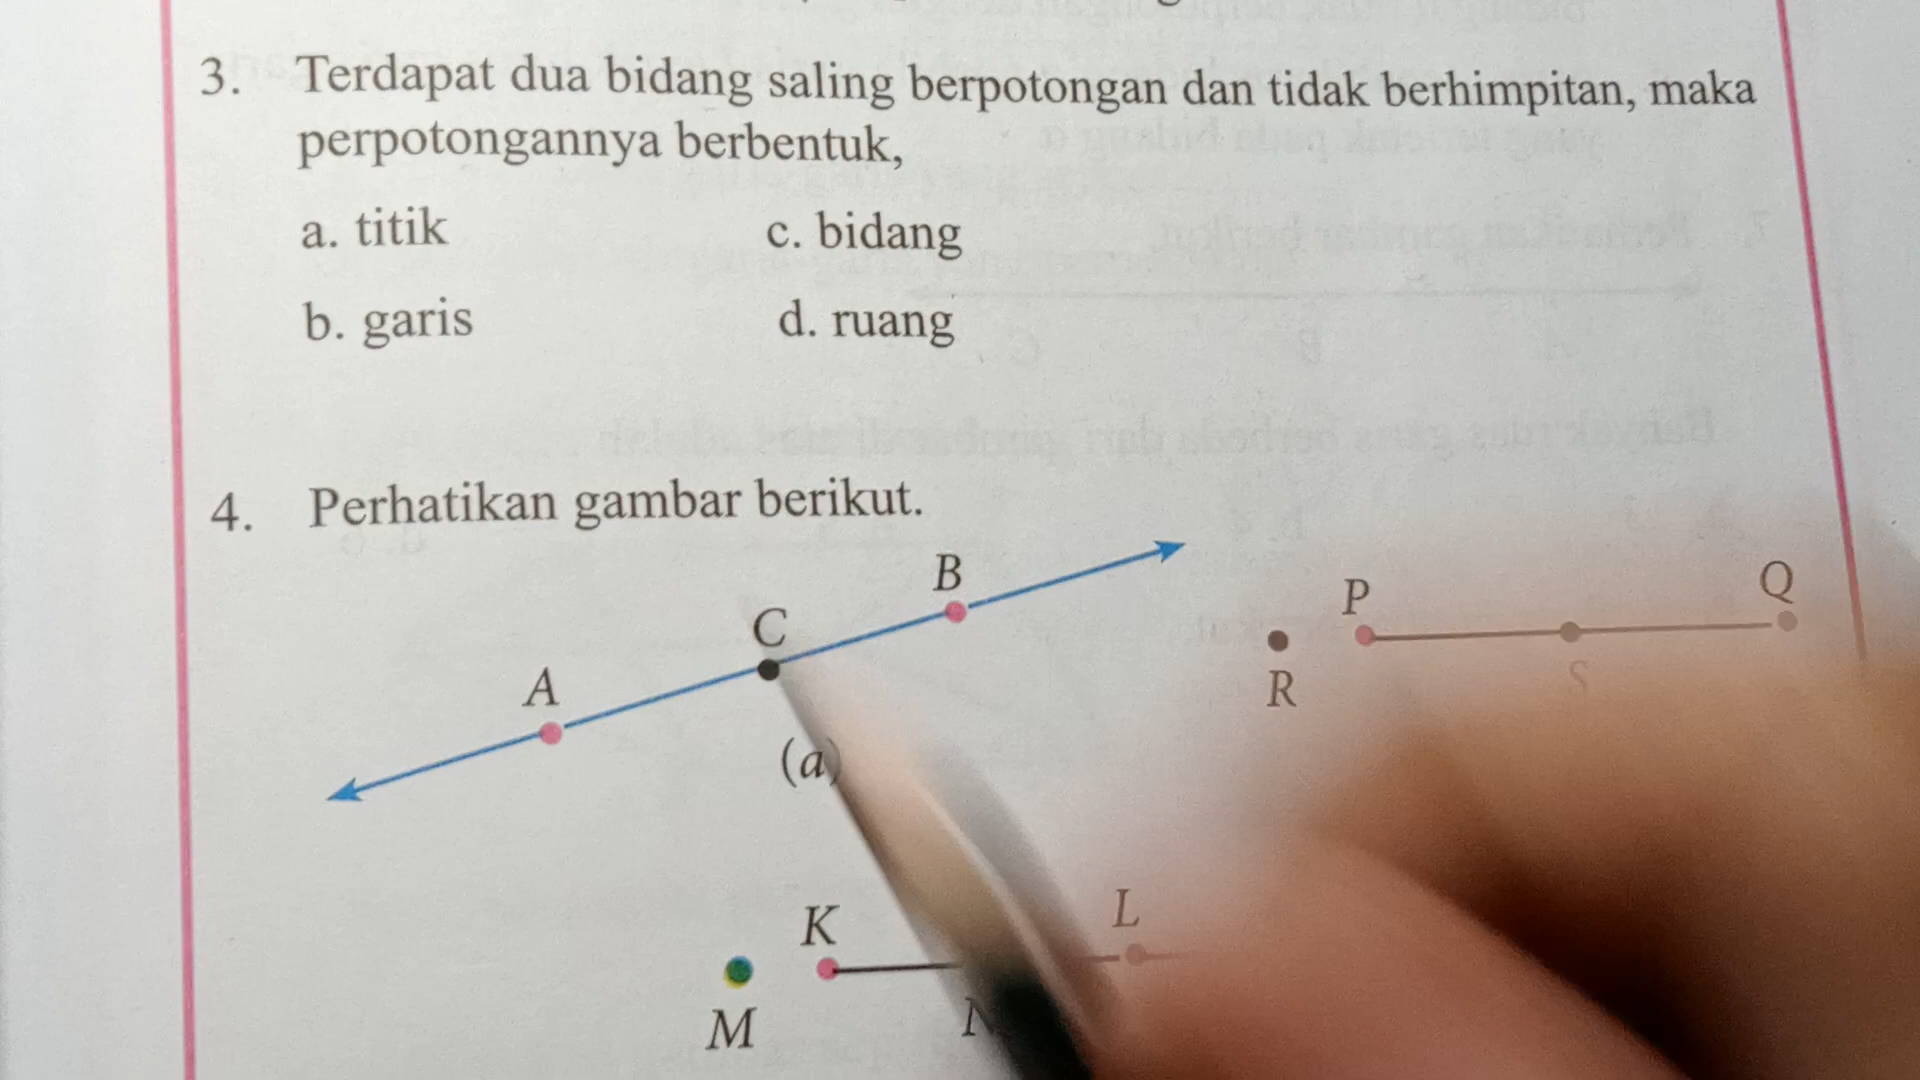 3. Terdapat dua bidang saling berpotongan dan tidak berhimpitan, maka
perpotongannya berbentuk,
a. titik c. bidang
b. garis d. ruang
4. Perhatikan gambar berikut.
B
C
A
P Q
R S
(a)
K L
M